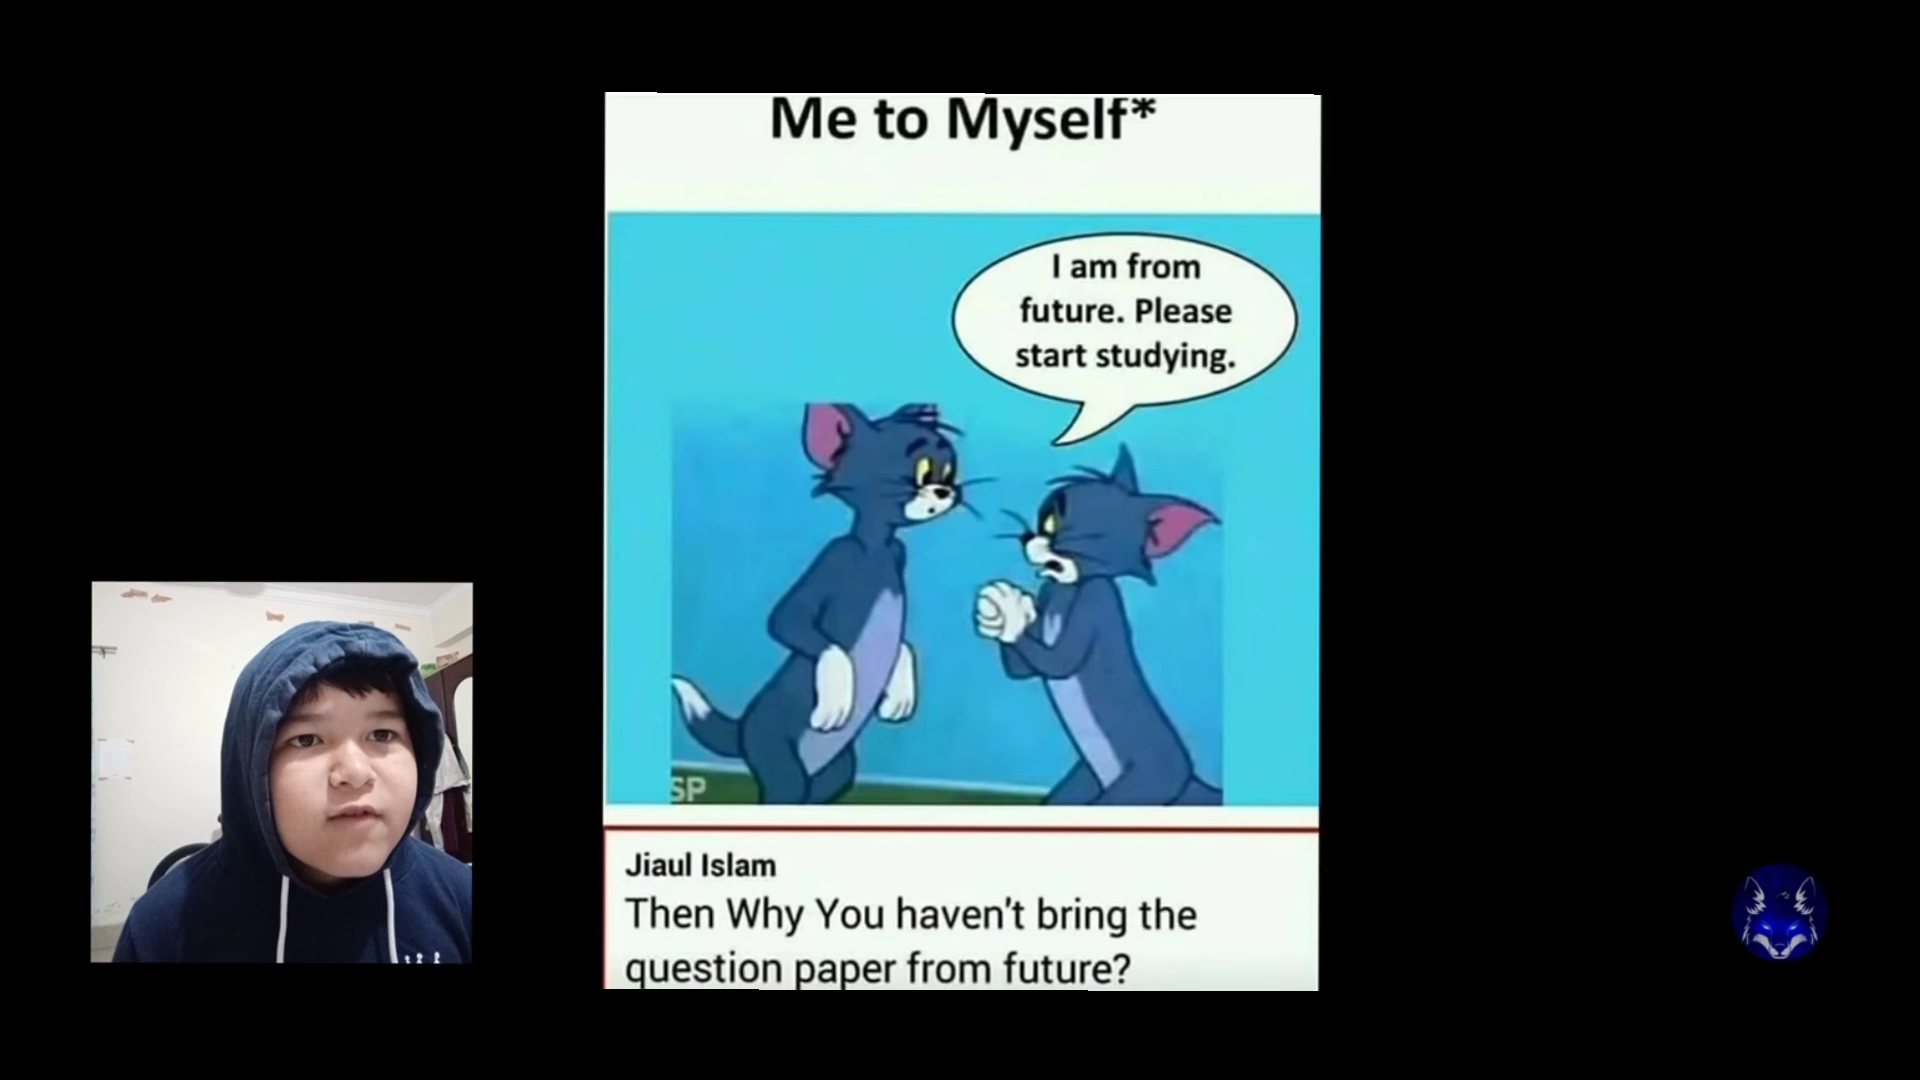 Me to Myself*
I am from
future. Please
start studying.
SP
Jiaul Islam
Then Why You haven't bring the
question paper from future?